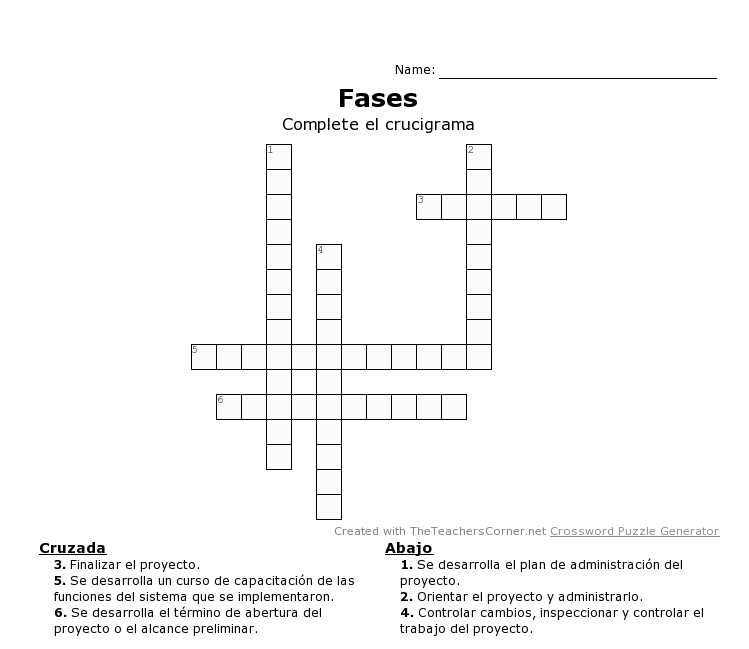 Name:
Fases
Complete el crucigrama
1
2
3
4
5
6
Created with TheTeachersCorner.net Crossword Puzzle Generator
Cruzada
3. Finalizar el proyecto.
5. Se desarrolla un curso de capacitación de las
funciones del sistema que se implementaron.
6. Se desarrolla el término de abertura del
proyecto o el alcance preliminar.
Abajo
1. Se desarrolla el plan de administración del
proyecto.
2. Orientar el proyecto y administrarlo.
4. Controlar cambios, inspeccionar y controlar el
trabajo del proyecto.